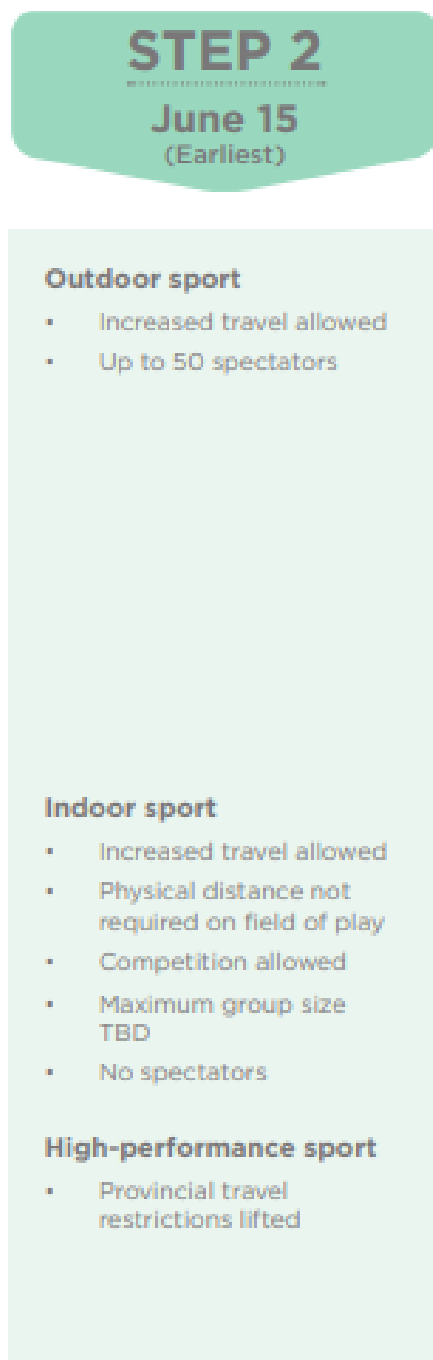 STEP 2
June 15
(Earliest)
Outdoor sport
• Increased travel allowed
• Up to 50 spectators
Indoor sport
• Increased travel allowed
• Physical distance not
required on field of play
• Competition allowed
• Maximum group size
TBD
• No spectators
High-performance sport
• Provincial travel
restrictions lifted